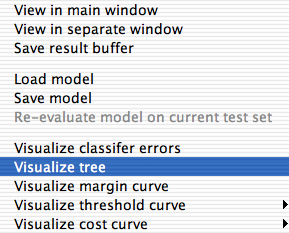 View in main window
View in separate window
Save result buffer
Load model
Save model
Re-evaluate model on current test set
Visualize classifer errors
Visualize tree
Visualize margin curve
Visualize threshold curve
Visualize cost curve